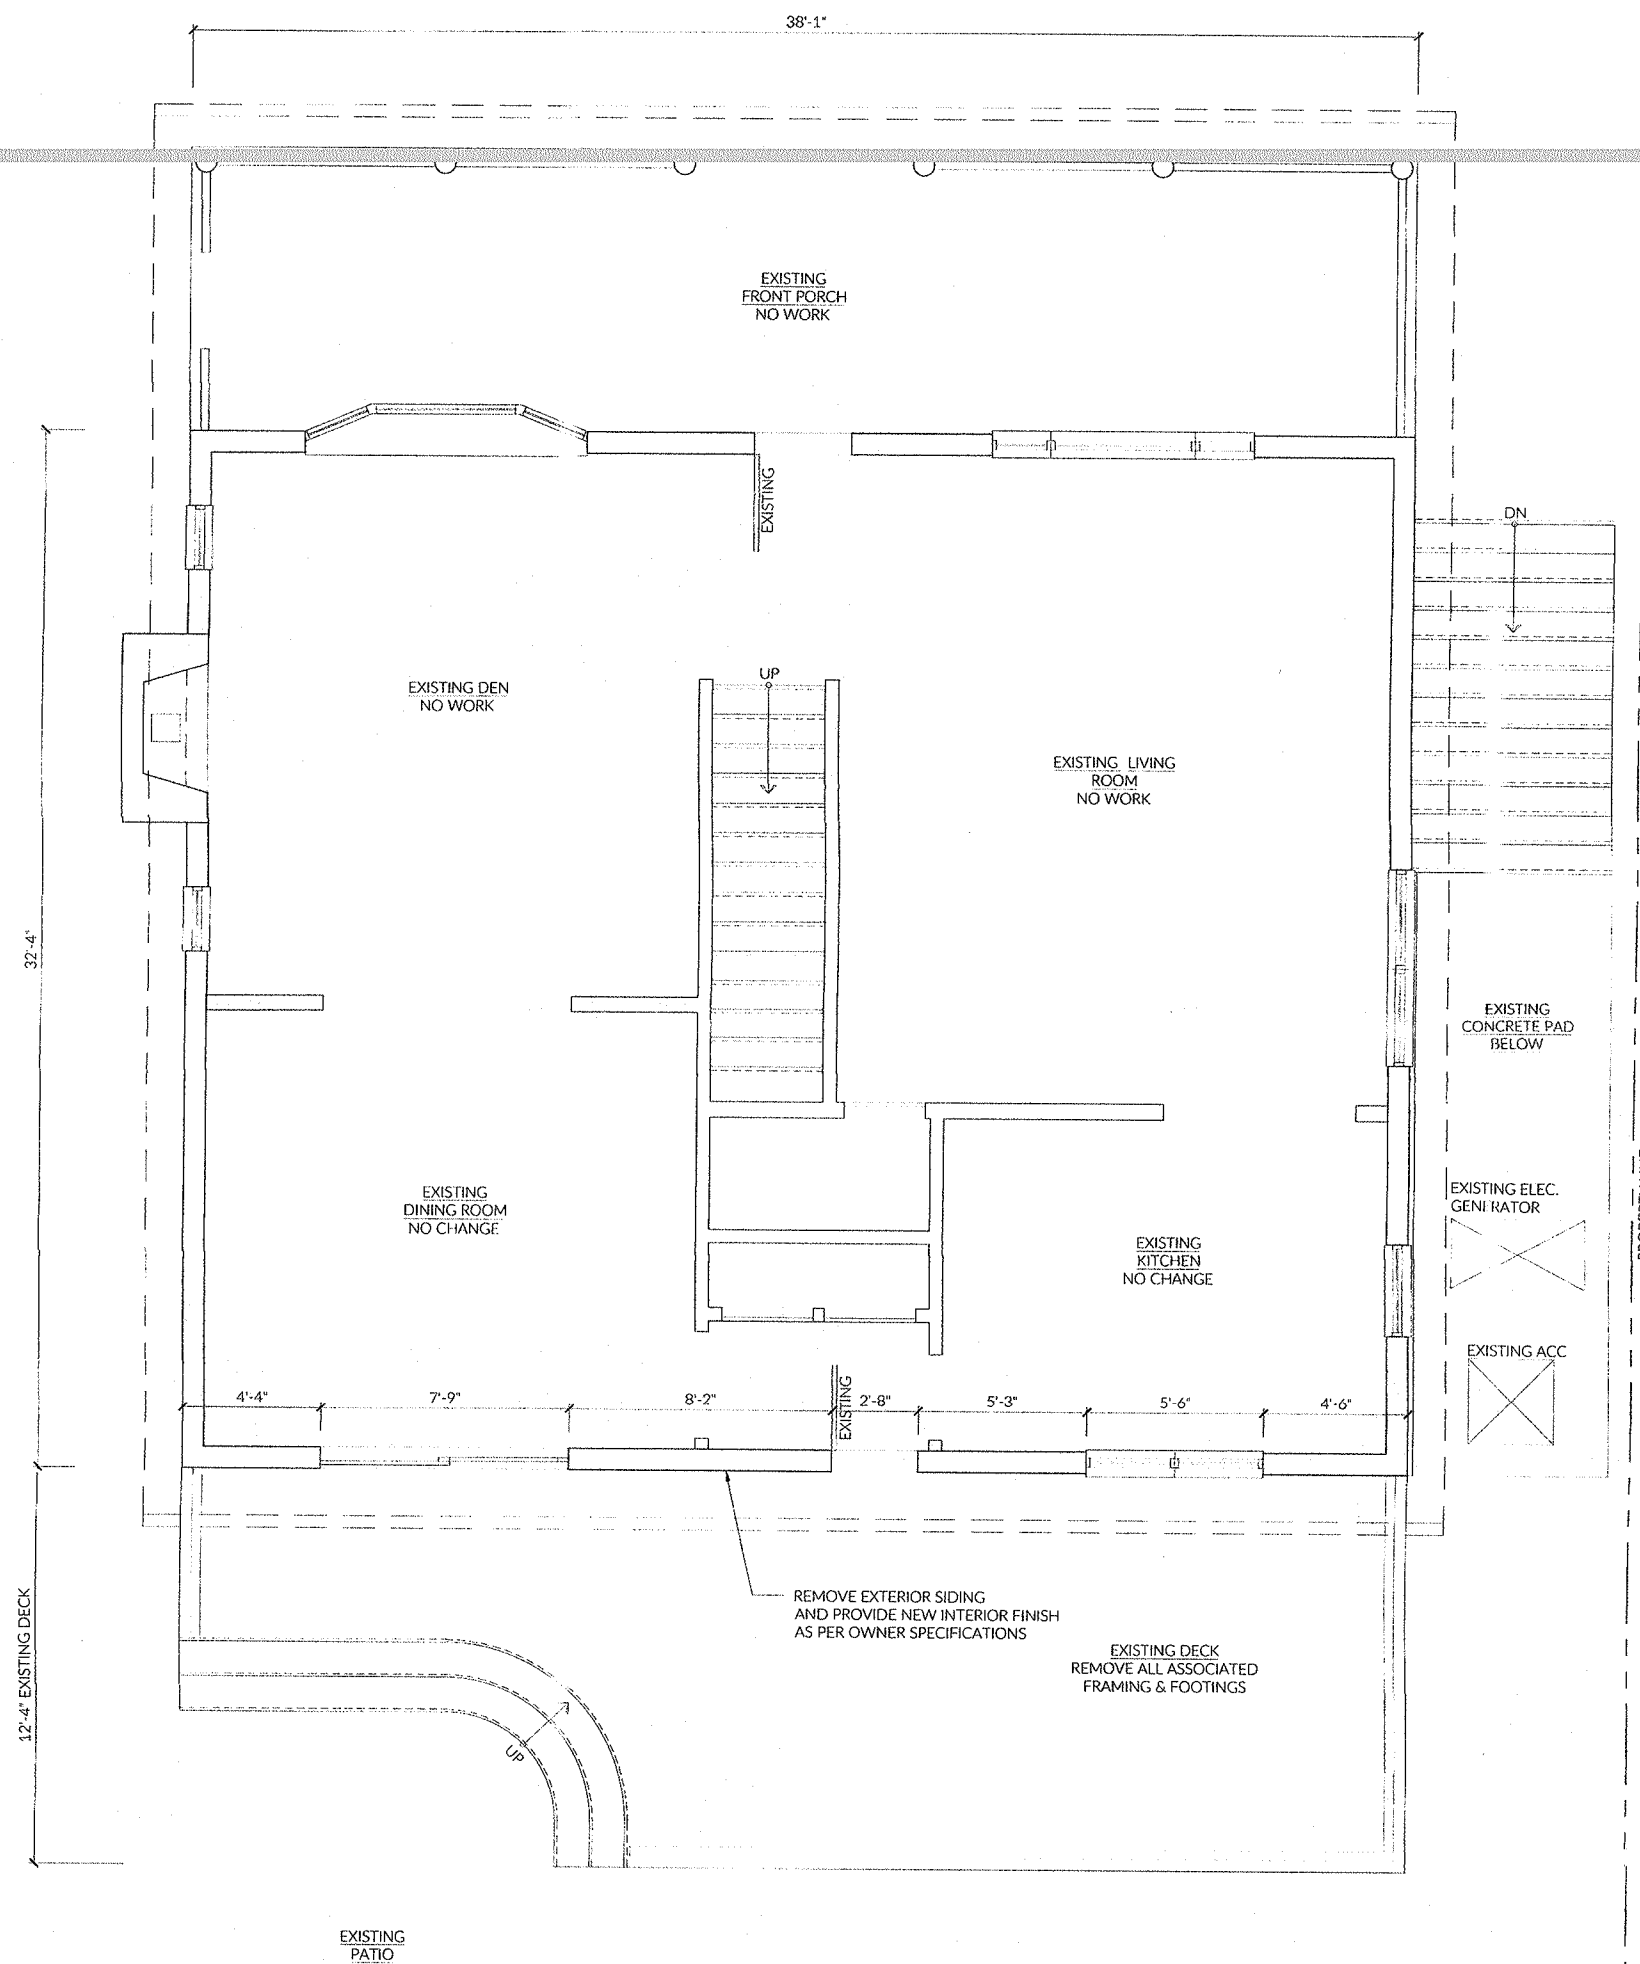 38'-1"
EXISTING
FRONT PORCH
NO WORK
EXISTING
DN
UP
EXISTING DEN
NO WORK
EXISTING LIVING
ROOM
NO WORK
32'-4"
EXISTING
CONCRETE PAD
BELOW
EXISTING
DINING ROOM
NO CHANGE
EXISTING ELEC.
GENERATOR
EXISTING
KITCHEN
NO CHANGE
EXISTING ACC
4'-4"
7'-9"
8'-2"
EXISTING
2'-8"
5'-3"
5'-6"
4'-6"
REMOVE EXTERIOR SIDING
AND PROVIDE NEW INTERIOR FINISH
AS PER OWNER SPECIFICATIONS
12'-4" EXISTING DECK
EXISTING DECK
REMOVE ALL ASSOCIATED
FRAMING & FOOTINGS
UP
EXISTING
PATIO